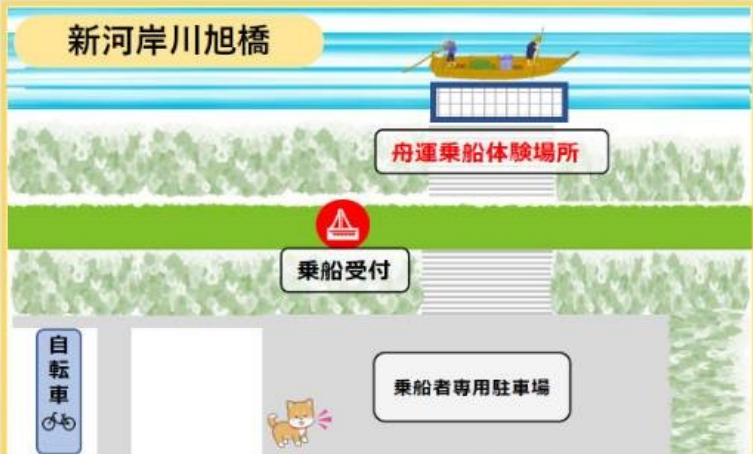 新河岸川旭橋
舟運乗船体験場所
乗船受付
自転車
乗船者専用駐車場